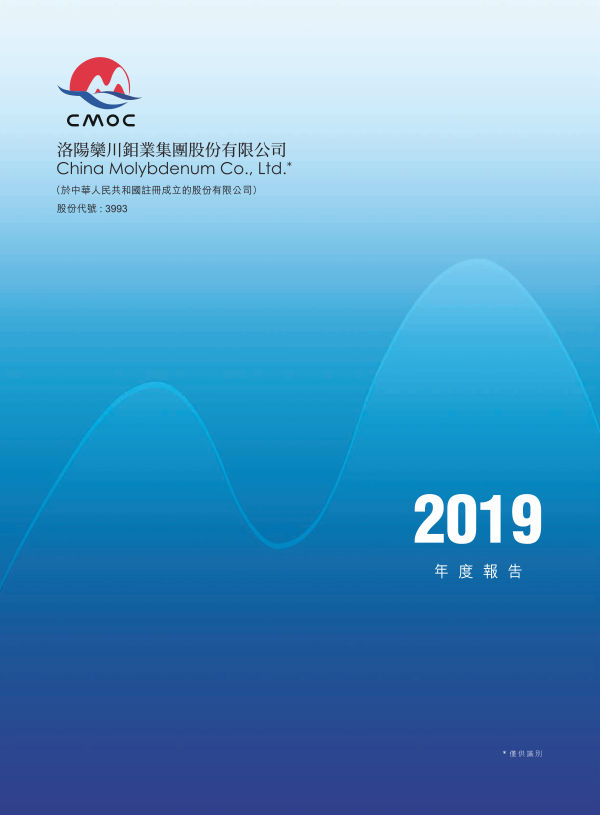 CMOC
洛陽欒川鉬業集團股份有限公司
China Molybdenum Co., Ltd.*
(於中華人民共和國註冊成立的股份有限公司)
股份代號 : 3993
2019
年度報告
* 僅供識別